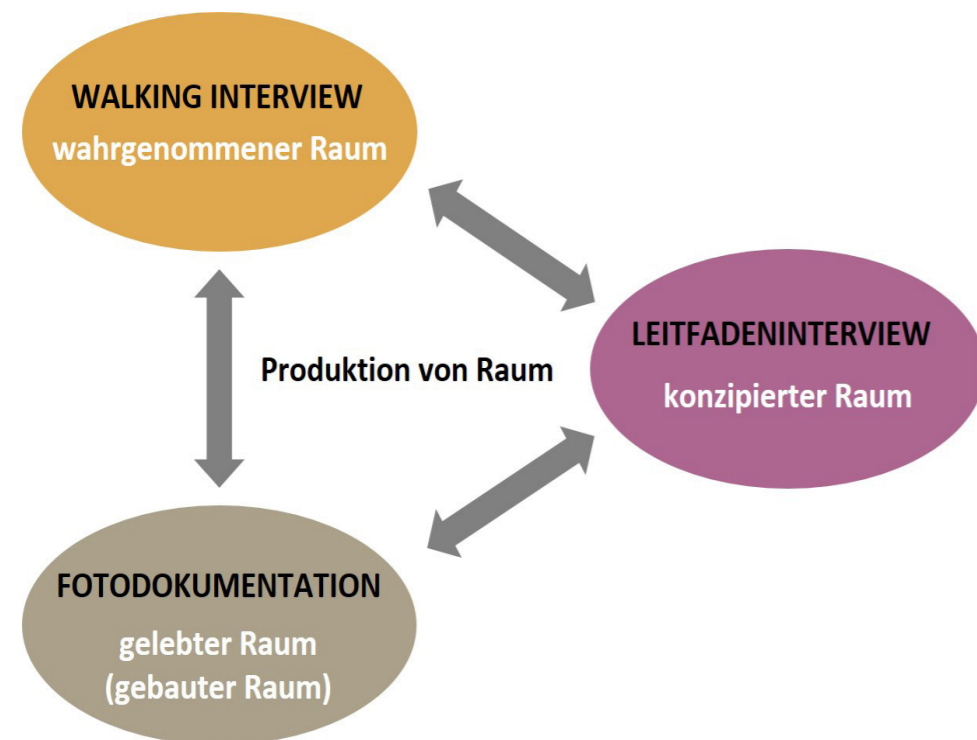 WALKING INTERVIEW
wahrgenommener Raum
LEITFADENINTERVIEW
konzipierter Raum
Produktion von Raum
FOTODOKUMENTATION
gelebter Raum
(gebauter Raum)